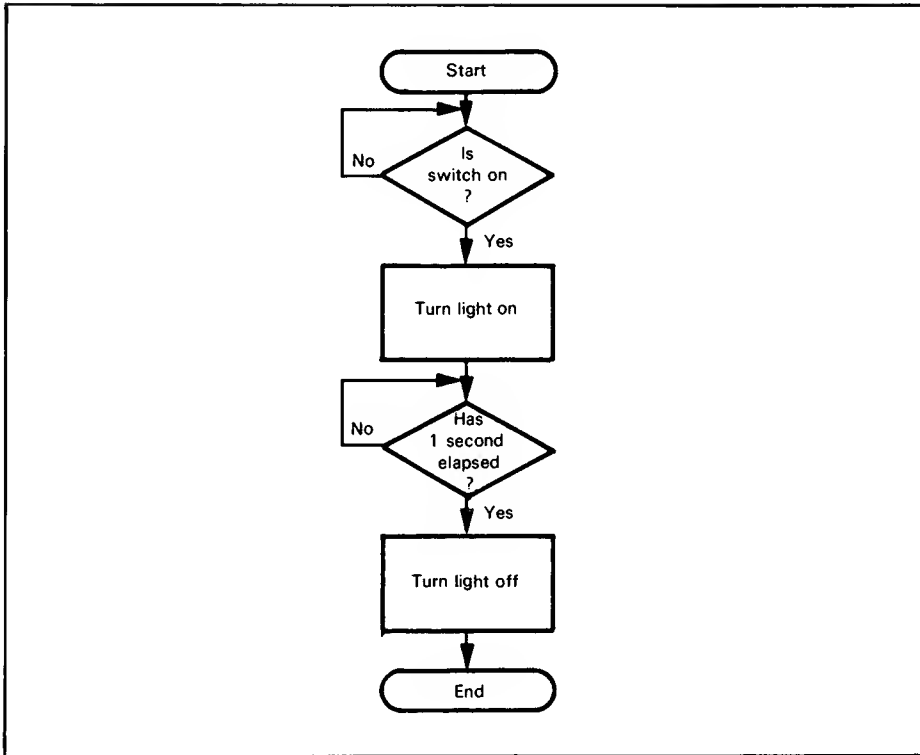 Start
No
Is
switch on
?
Yes
Turn light on
No
Has
1 second
elapsed
?
Yes
Turn light off
End